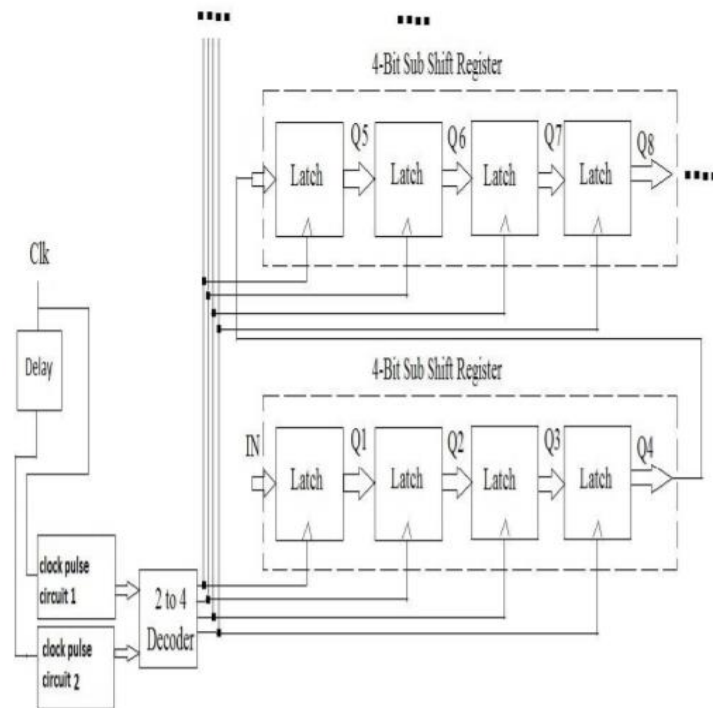 4-Bit Sub Shift Register
Q5 Q6 Q7 Q8
Latch Latch Latch Latch
Clk
Delay
4-Bit Sub Shift Register
IN Q1 Q2 Q3 Q4
Latch Latch Latch Latch
clock pulse
circuit 1
2 to 4
Decoder
clock pulse
circuit 2